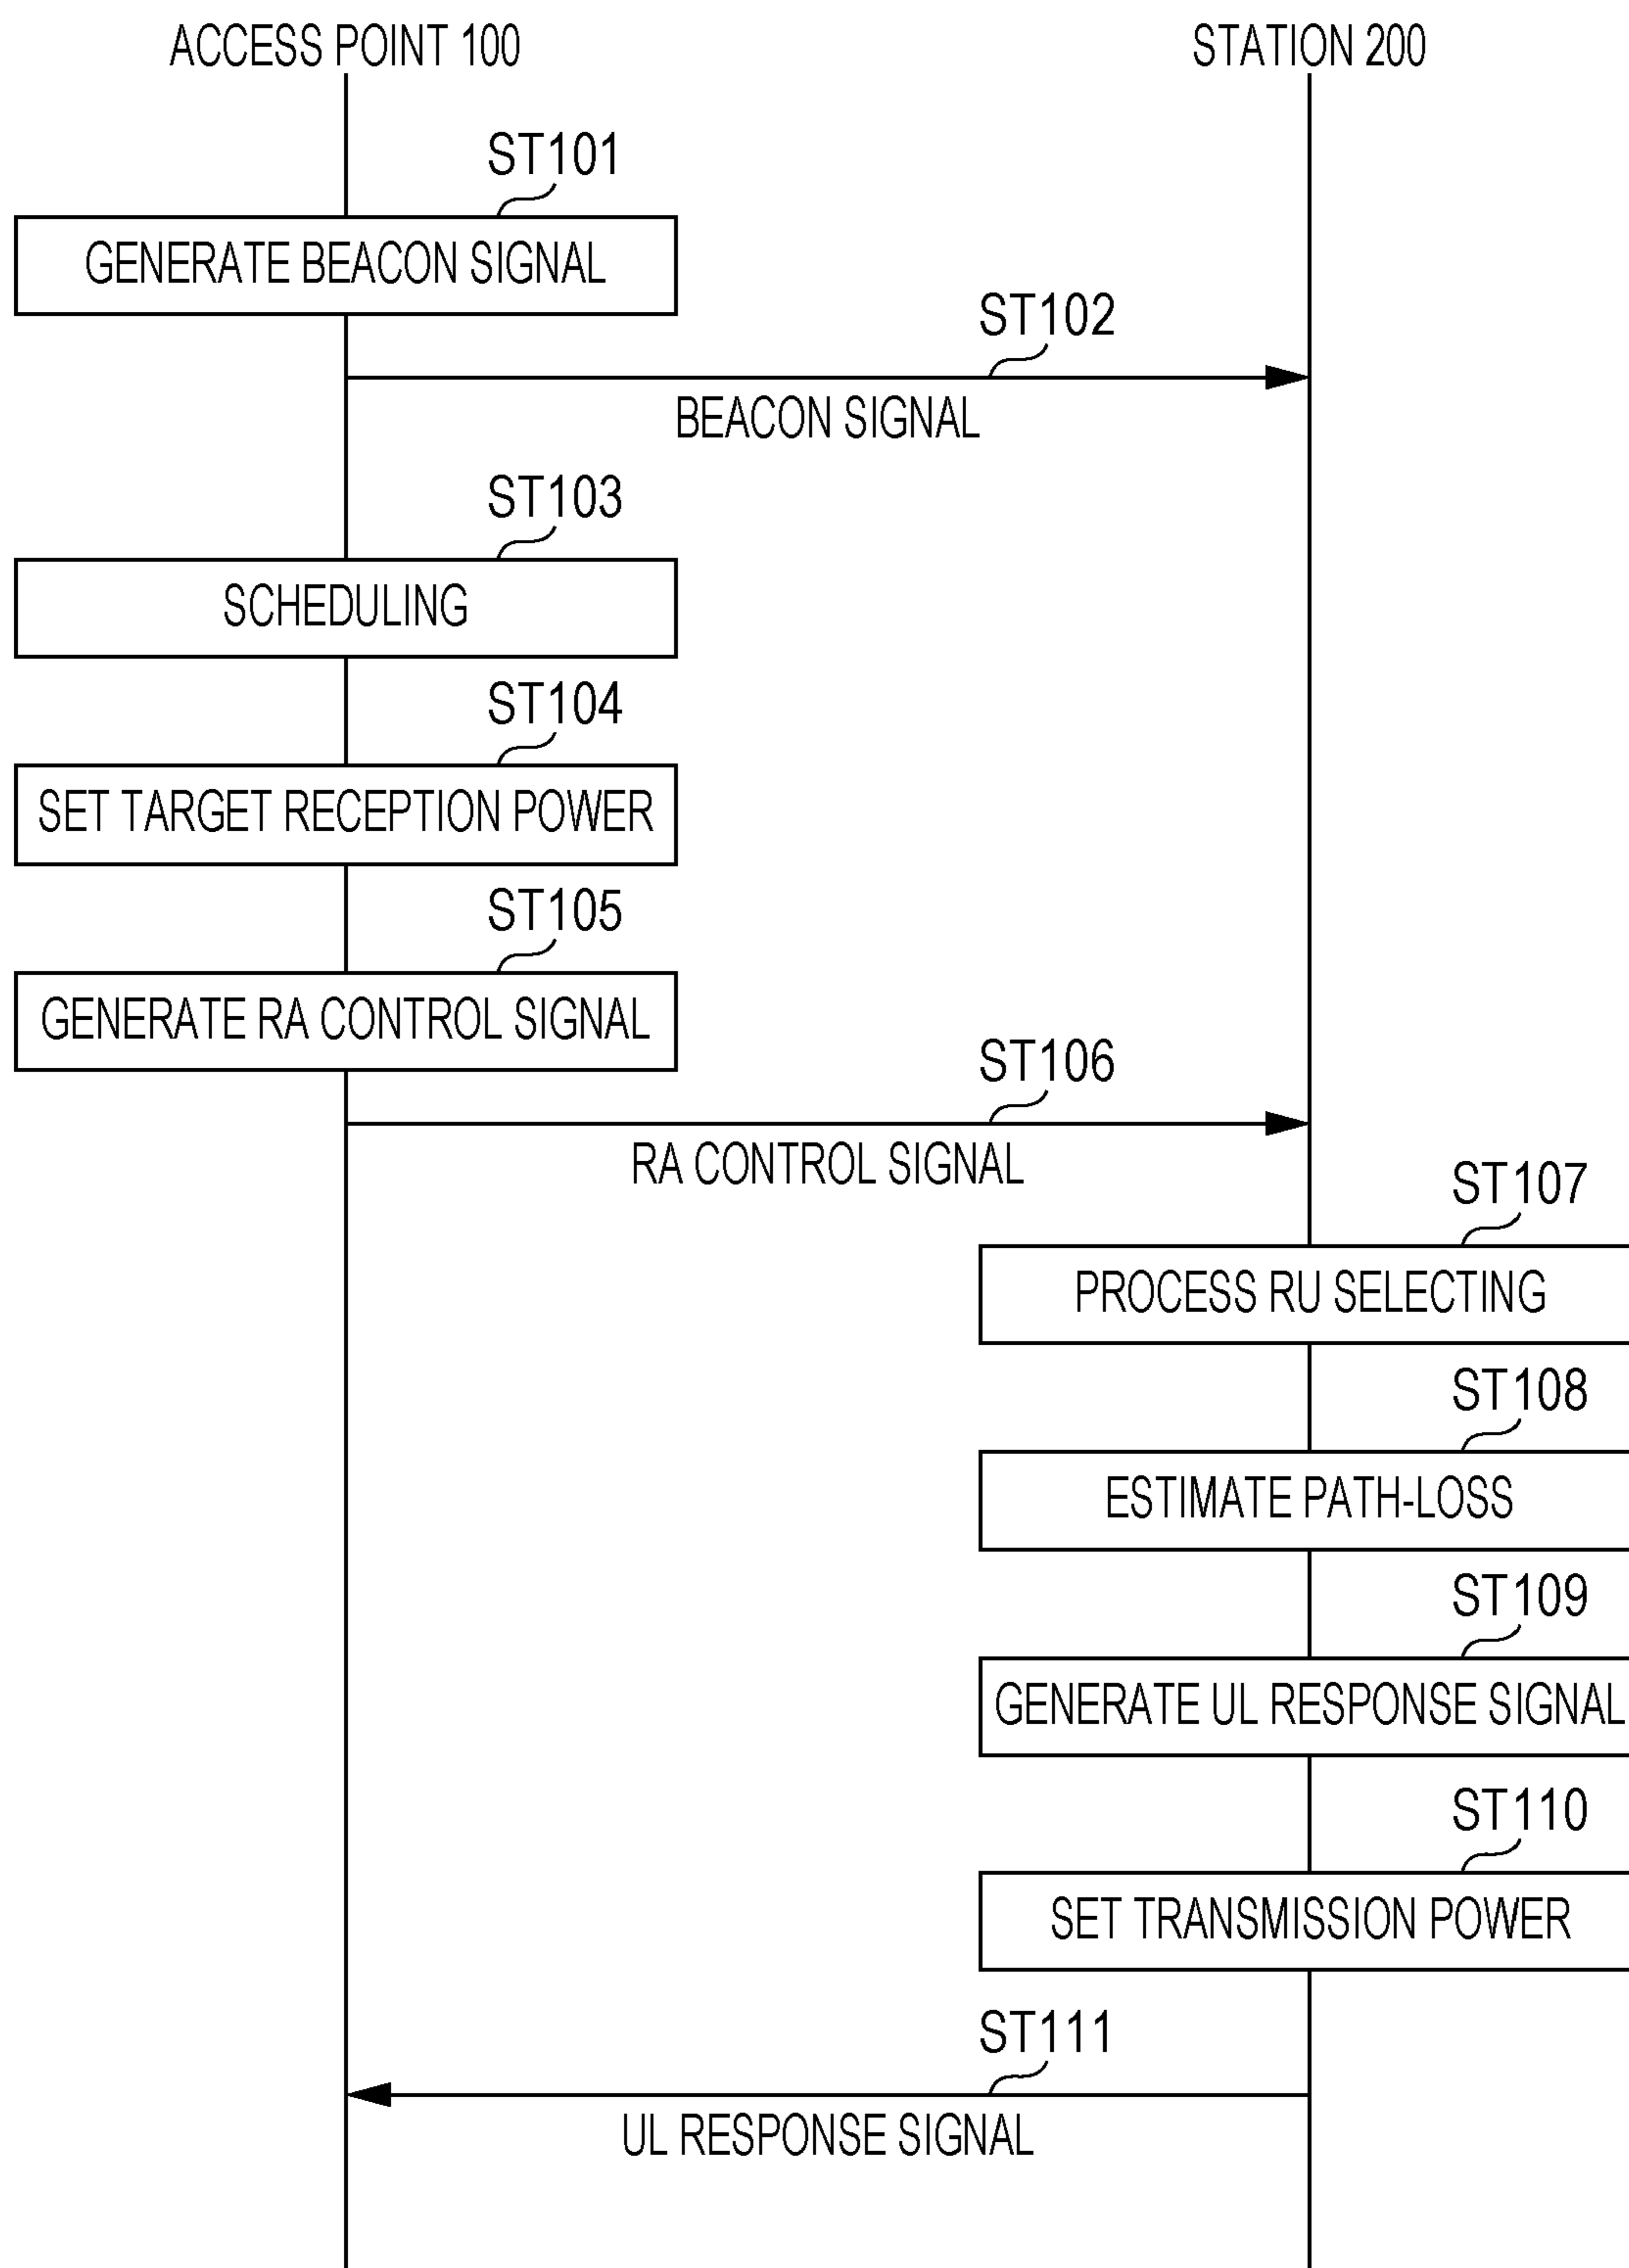 ACCESS POINT 100
STATION 200
ST101
GENERATE BEACON SIGNAL
ST102
BEACON SIGNAL
ST103
SCHEDULING
ST104
SET TARGET RECEPTION POWER
ST105
GENERATE RA CONTROL SIGNAL
ST106
RA CONTROL SIGNAL
ST107
PROCESS RU SELECTING
ST108
ESTIMATE PATH-LOSS
ST109
GENERATE UL RESPONSE SIGNAL
ST110
SET TRANSMISSION POWER
ST111
UL RESPONSE SIGNAL